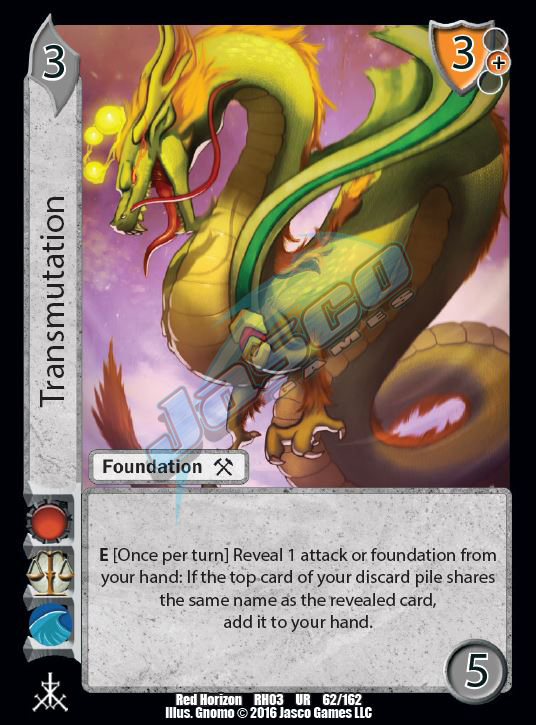 3
3
+
Transmutation
Jasco
GAMES
Foundation
E [Once per turn] Reveal 1 attack or foundation from
your hand: If the top card of your discard pile shares
the same name as the revealed card,
add it to your hand.
5
Red Horizon RH03 UR 62/162
Illus. Gnomo © 2016 Jasco Games LLC